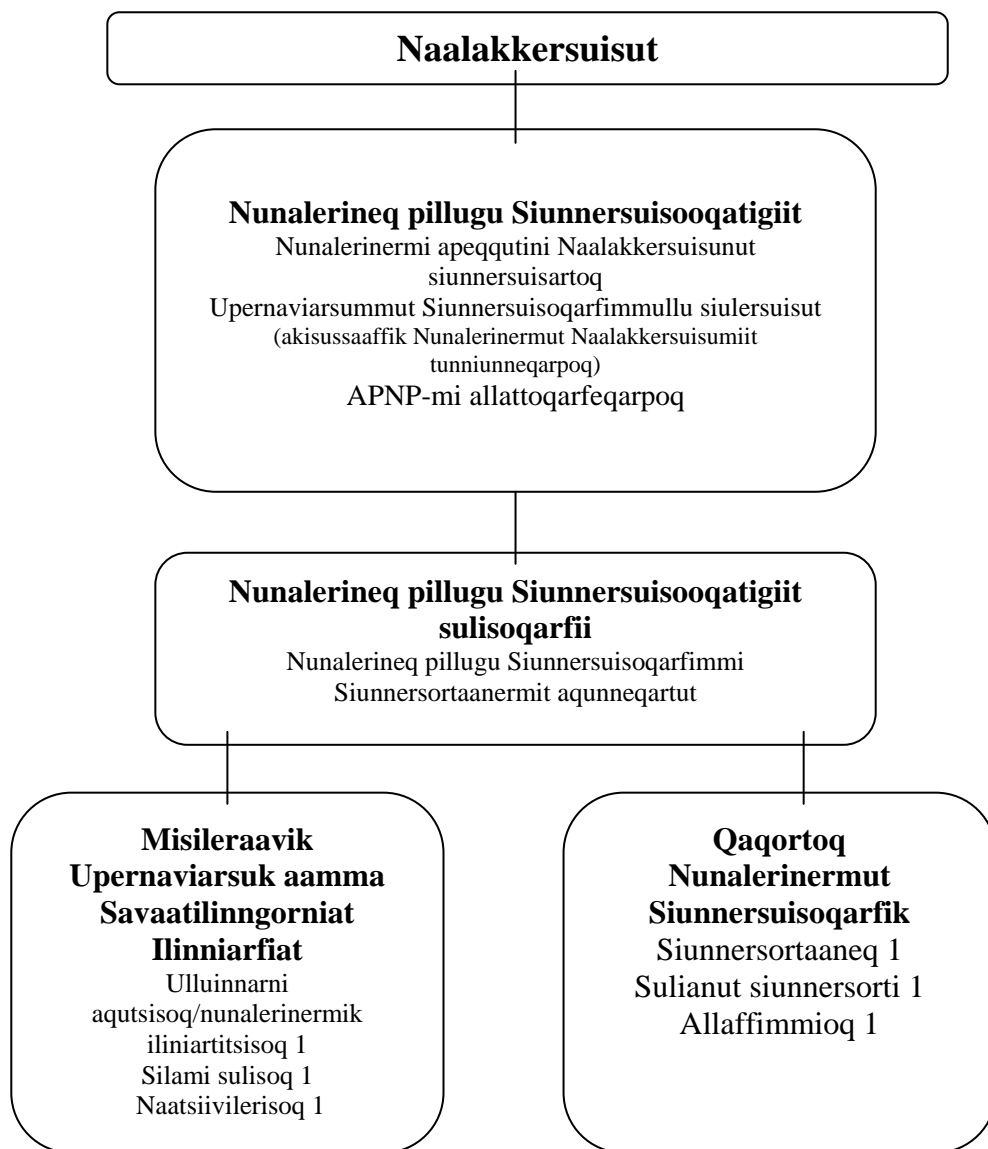 Naalakkersuisut
Nunalerineq pillugu Siunnersuisooqatigiit
Nunalerinermi apeqqutini Naalakkersuisunut
siunnersuisartoq
Upernaviarsummut Siunnersuisoqarfimmullu siulersuisut
(akisussaaffik Nunalerinermut Naalakkersuisumiit
tunniunneqarpoq)
APNP-mi allattoqarfeqarpoq
Nunalerineq pillugu Siunnersuisooqatigiit
sulisoqarfii
Nunalerineq pillugu Siunnersuisoqarfimmi
Siunnersortaanermit aqunneqartut
Misileraavik
Upernaviarsuk aamma
Savaatilinngorniat
Ilinniarfiat
Ulluinnarni
aqutsisoq/nunalerinermik
iliniartitsisoq 1
Silami sulisoq 1
Naatsiivilerisoq 1
Qaqortoq
Nunalerinermut
Siunnersuisoqarfik
Siunnersortaaneq 1
Sulianut siunnersorti 1
Allaffimmioq 1